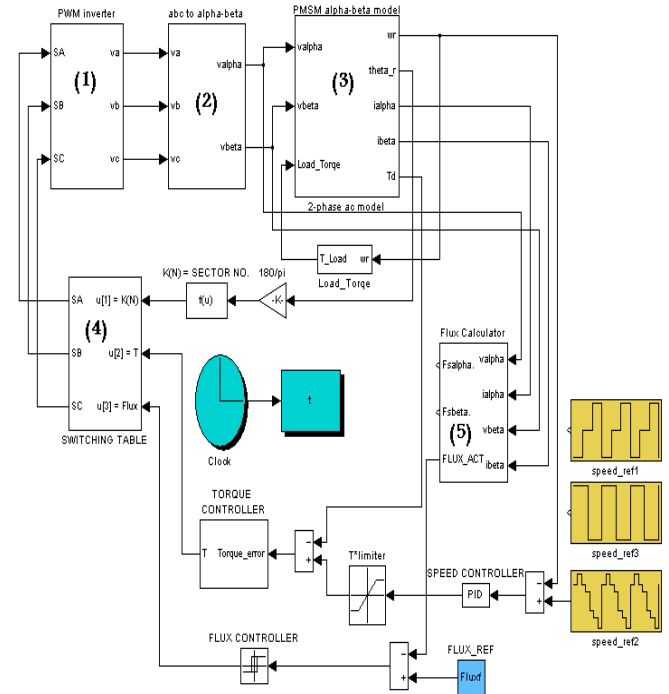 PWM inverter
SA
SB
SC
va
vb
vc
(1)
abc to alpha-beta
va
vb
vc
valpha
vbeta
(2)
PMSM alpha-beta model
valpha
vbeta
Load_Torqe
wr
theta_r
ialpha
ibeta
Td
(3)
2-phase ac model
T_Load
wr
Load_Torqe
K(N) = SECTOR NO.
180/pi
f(u)
-K-
SA
SB
SC
u[1] = K(N)
u[2] = T
u[3] = Flux
(4)
SWITCHING TABLE
Clock
t
Flux Calculator
Fsalpha.
Fsbeta.
FLUX_ACT
valpha
ialpha
vbeta
ibeta
(5)
speed_ref1
speed_ref3
speed_ref2
TORQUE
CONTROLLER
T
Torque_error
−
+
T*limiter
SPEED CONTROLLER
PID
−
+
FLUX CONTROLLER
−
+
FLUX_REF
Fluxf